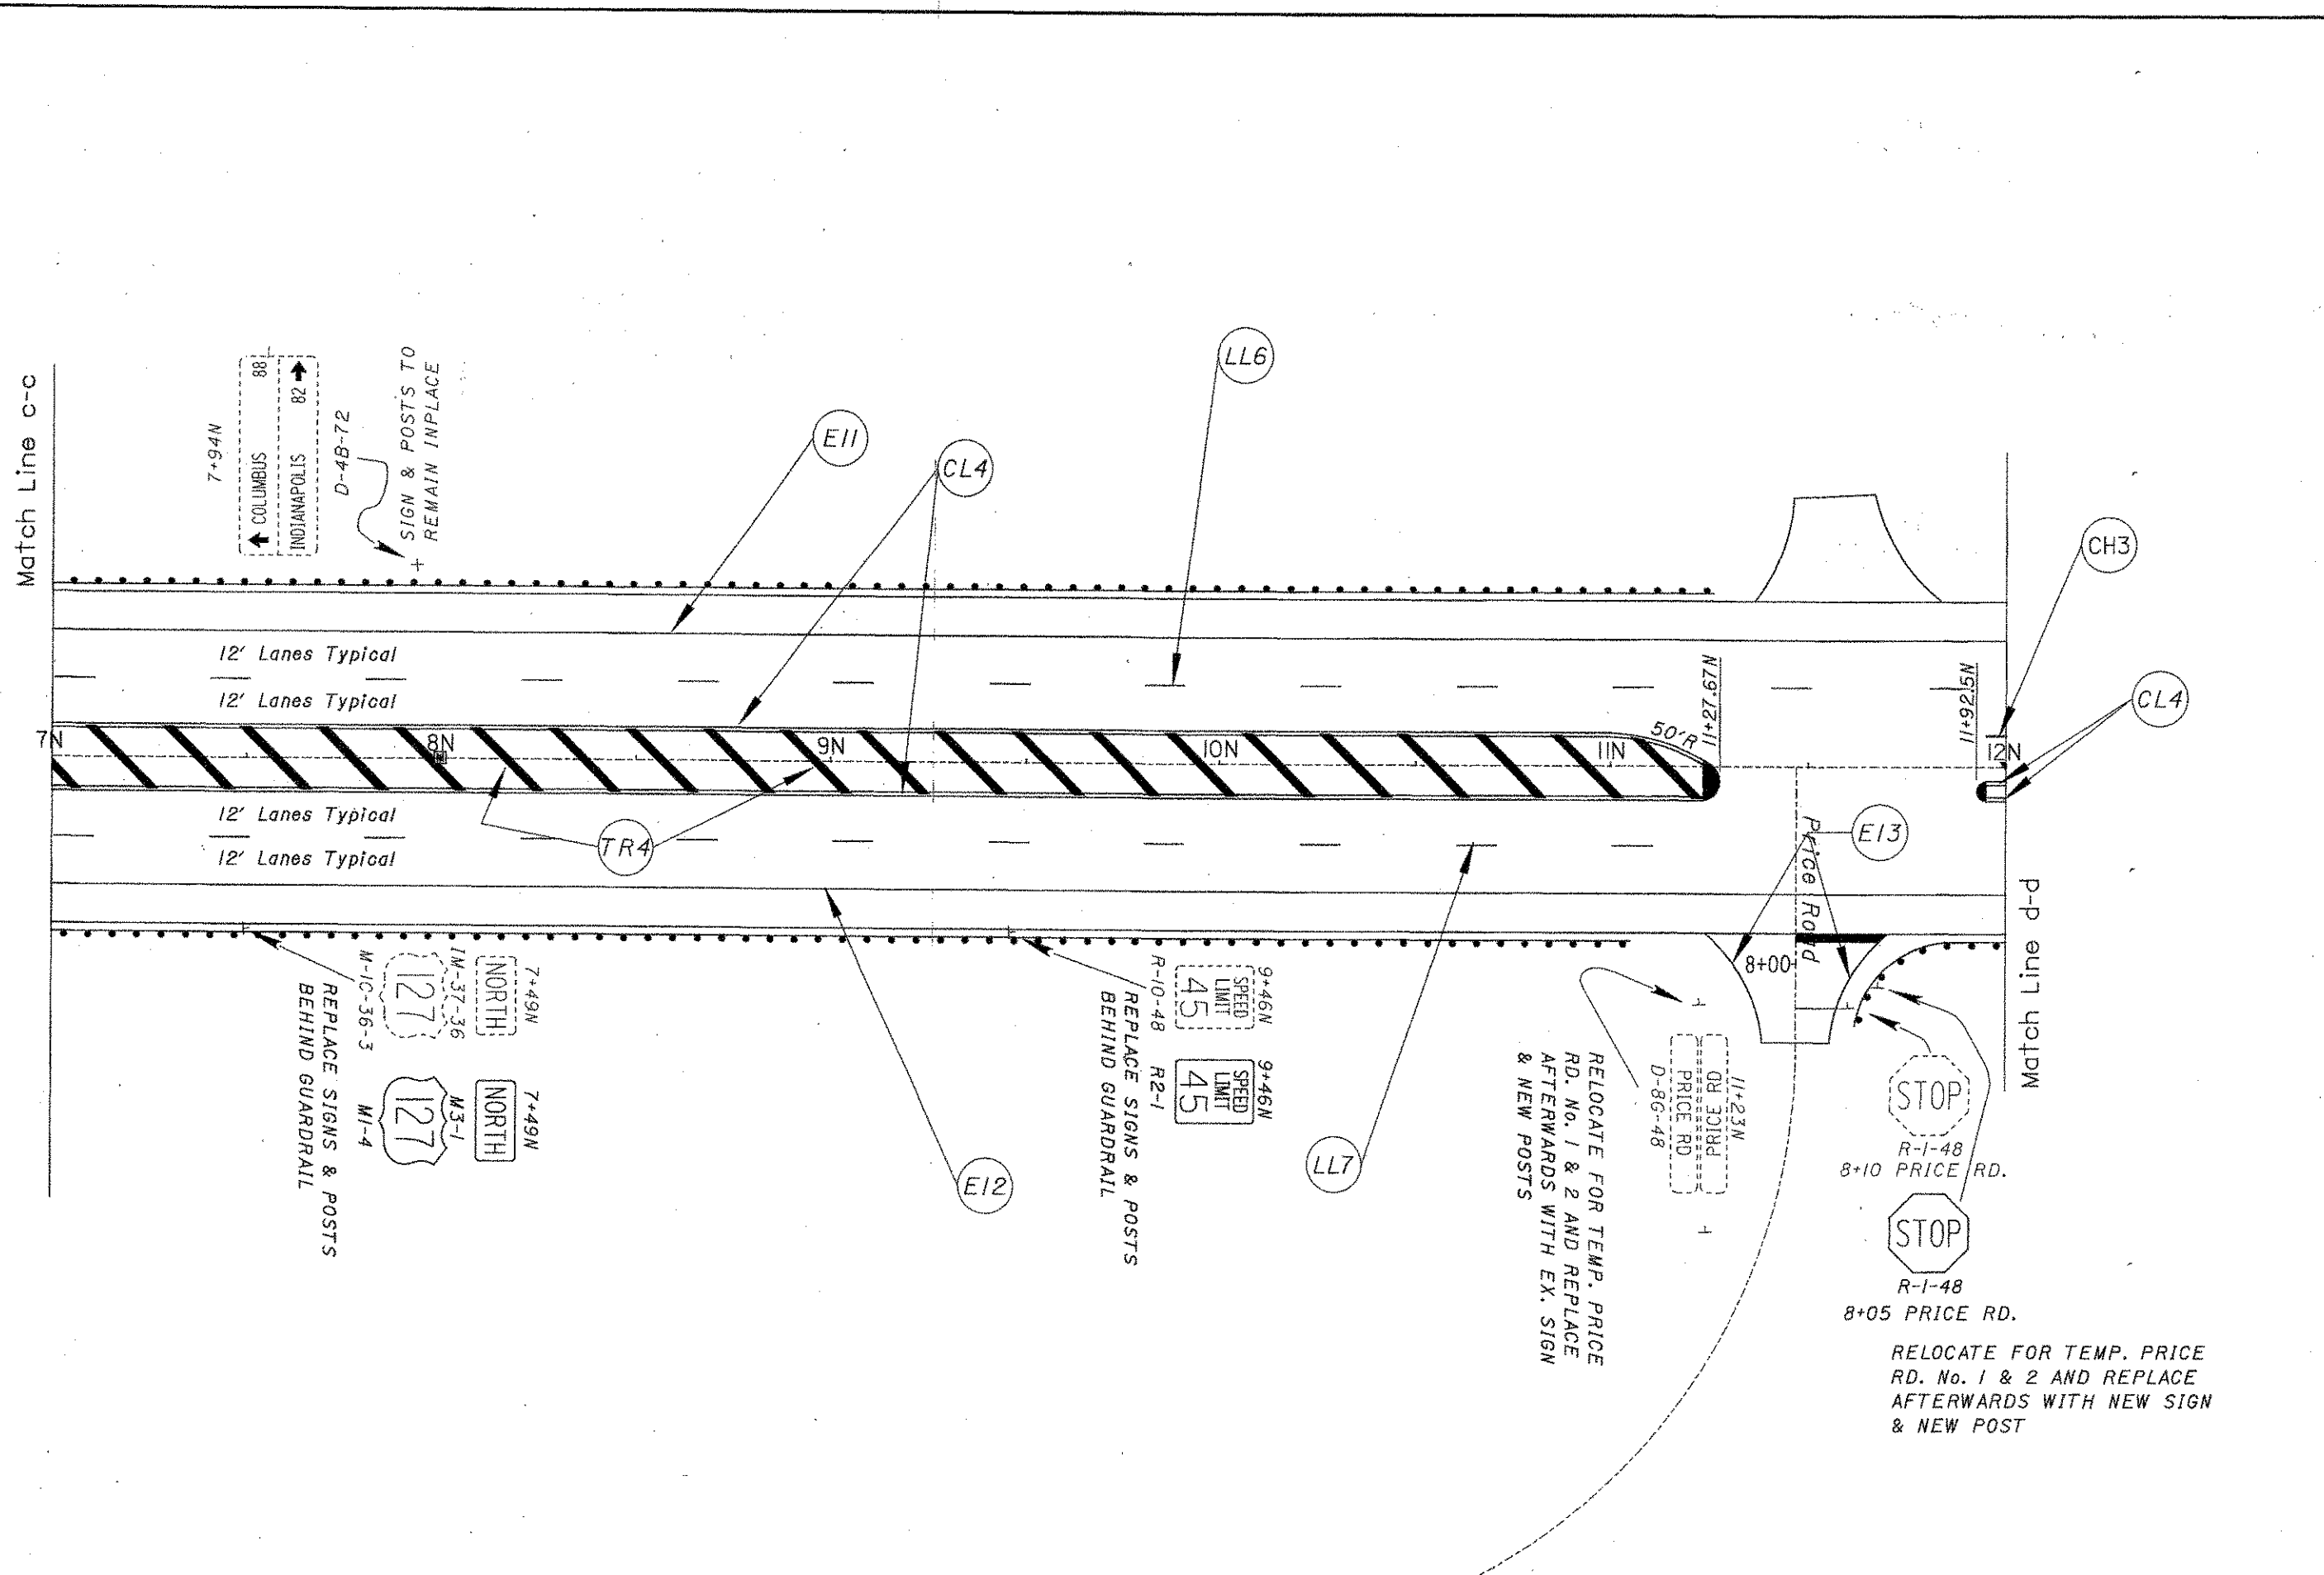 Match Line c-c
7+94N
COLUMBUS 88
INDIANAPOLIS 82
D-4B-72
SIGN & POSTS TO
REMAIN INPLACE
E11
CL4
LL6
CH3
CL4
12' Lanes Typical
12' Lanes Typical
7N
8N
9N
10N
11N
12N
50'R
11+27.67N
11+92.5N
12' Lanes Typical
12' Lanes Typical
TR4
E13
Price Road
8+00
Match Line d-d
7+49N
NORTH
1M-37-36
127
M-1C-36-3
7+49N
NORTH
M3-1
127
M1-4
REPLACE SIGNS & POSTS
BEHIND GUARDRAIL
E12
9+46N
SPEED
LIMIT
45
R-10-48
9+46N
SPEED
LIMIT
45
R2-1
REPLACE SIGNS & POSTS
BEHIND GUARDRAIL
LL7
11+23N
PRICE RD
PRICE RD
D-8G-48
RELOCATE FOR TEMP. PRICE
RD. No. 1 & 2 AND REPLACE
AFTERWARDS WITH EX. SIGN
& NEW POSTS
STOP
R-1-48
8+10 PRICE RD.
STOP
R-1-48
8+05 PRICE RD.
RELOCATE FOR TEMP. PRICE
RD. No. 1 & 2 AND REPLACE
AFTERWARDS WITH NEW SIGN
& NEW POST